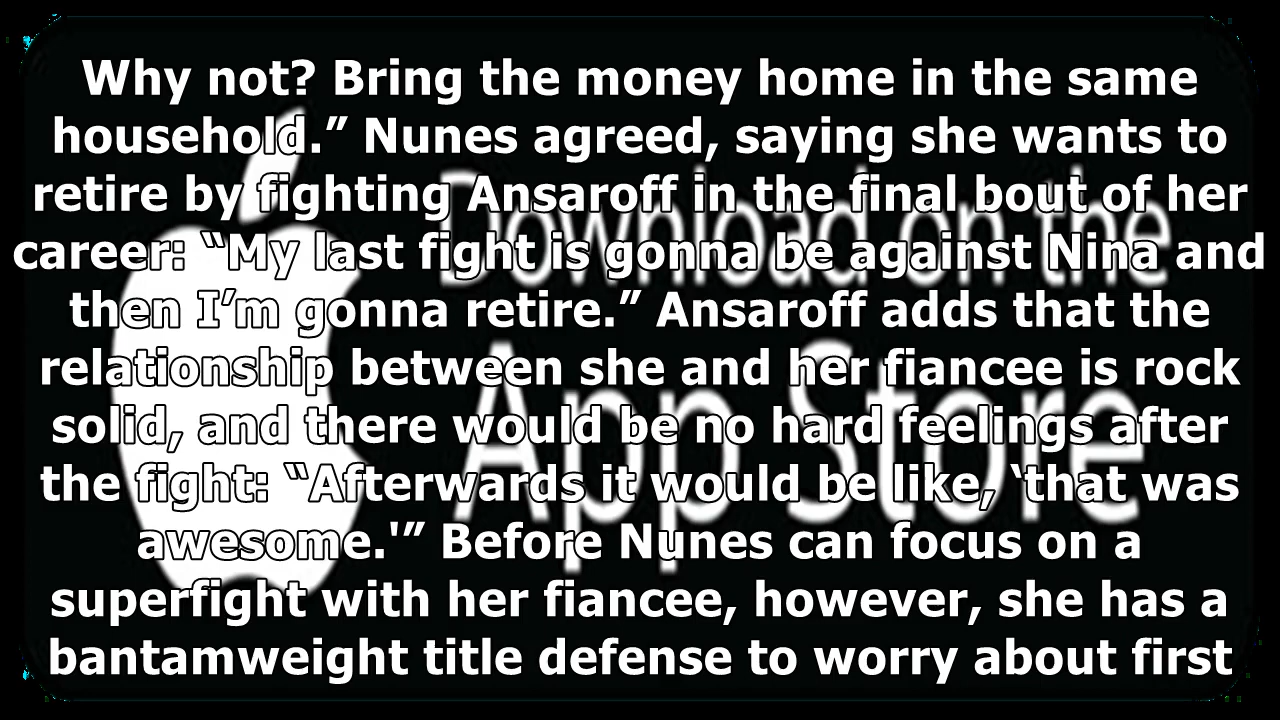 Why not? Bring the money home in the same
household.” Nunes agreed, saying she wants to
retire by fighting Ansaroff in the final bout of her
career: “My last fight is gonna be against Nina and
then I’m gonna retire.” Ansaroff adds that the
relationship between she and her fiancee is rock
solid, and there would be no hard feelings after
the fight: “Afterwards it would be like, ‘that was
awesome.'” Before Nunes can focus on a
superfight with her fiancee, however, she has a
bantamweight title defense to worry about first
Download on the
App Store